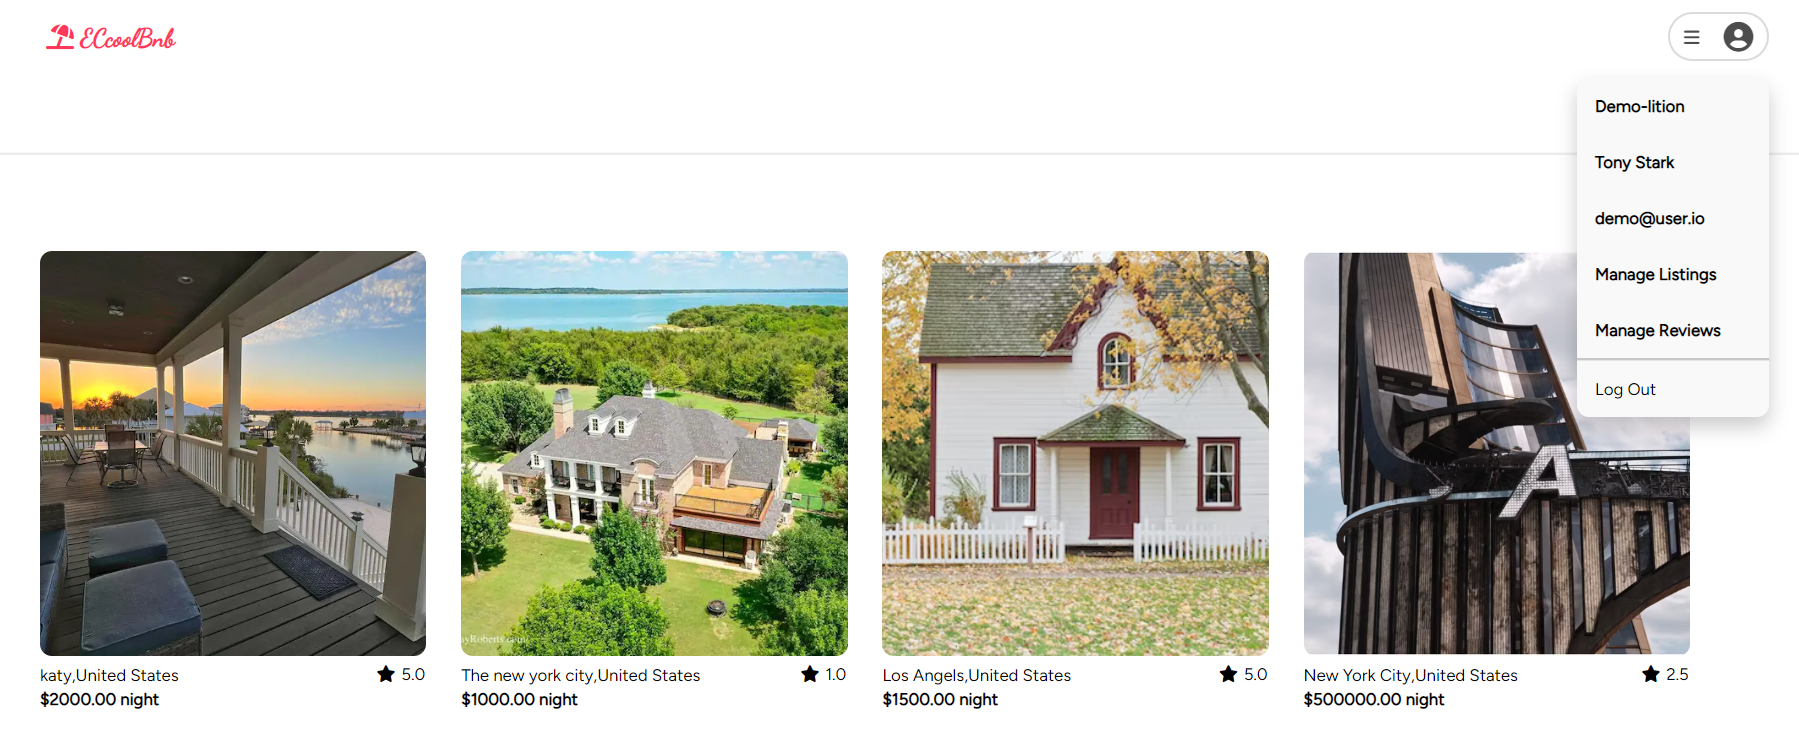 ECcoolBnb
Demo-lition
Tony Stark
demo@user.io
Manage Listings
Manage Reviews
Log Out
A
katy,United States 5.0
$2000.00 night
The new york city,United States 1.0
$1000.00 night
Los Angels,United States 5.0
$1500.00 night
New York City,United States 2.5
$500000.00 night